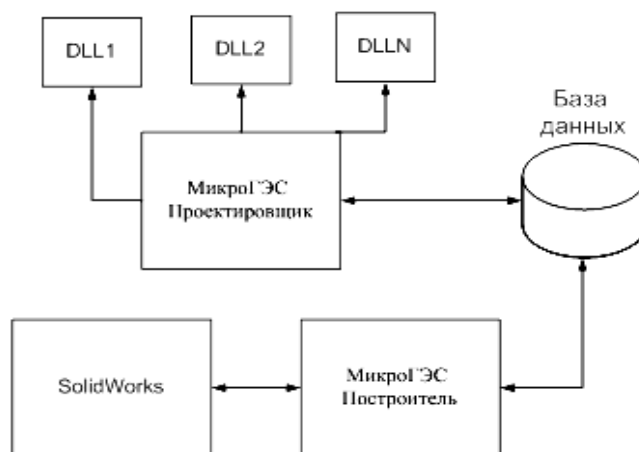 DLL1
DLL2
DLLN
База
данных
МикроГЭС
Проектировщик
SolidWorks
МикроГЭС
Построитель